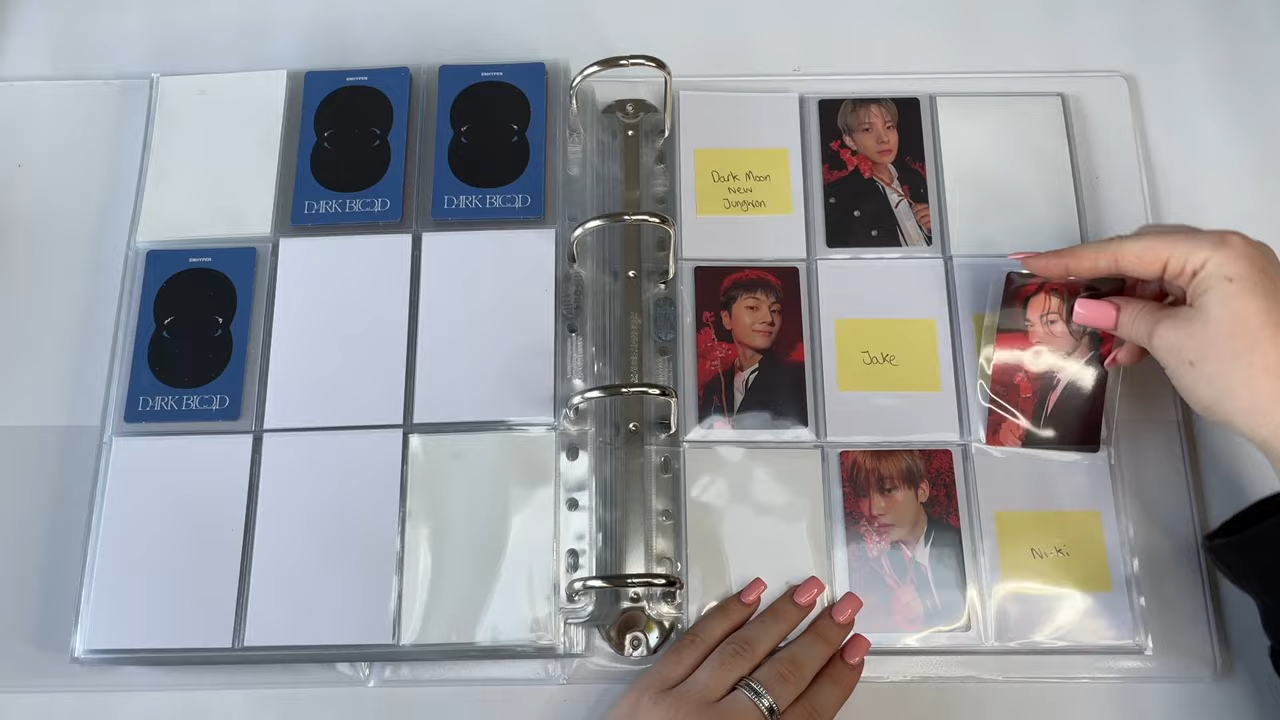 ENHYPEN
DARK BLOOD
ENHYPEN
DARK BLOOD
ENHYPEN
DARK BLOOD
Dark Moon
New
Jungwon
Jake
Ni-ki